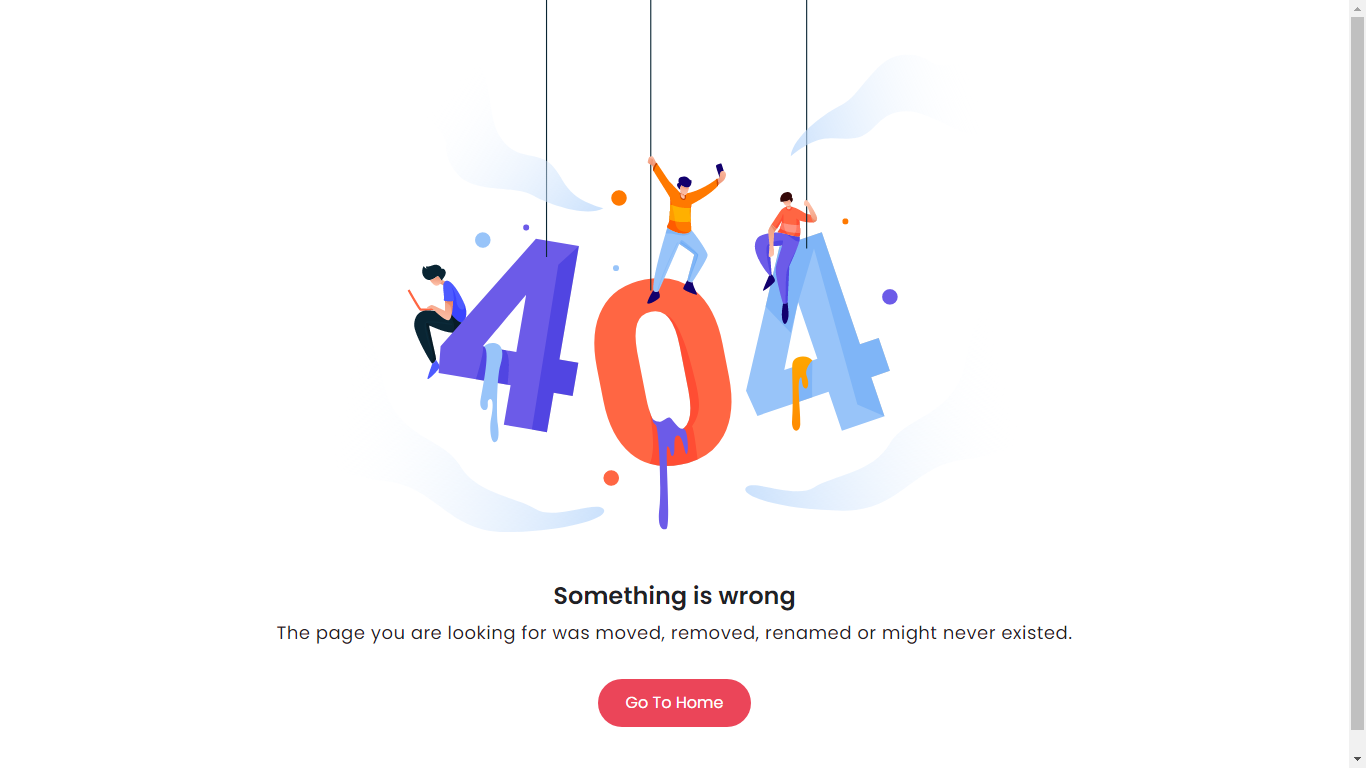 404
Something is wrong
The page you are looking for was moved, removed, renamed or might never existed.
Go To Home